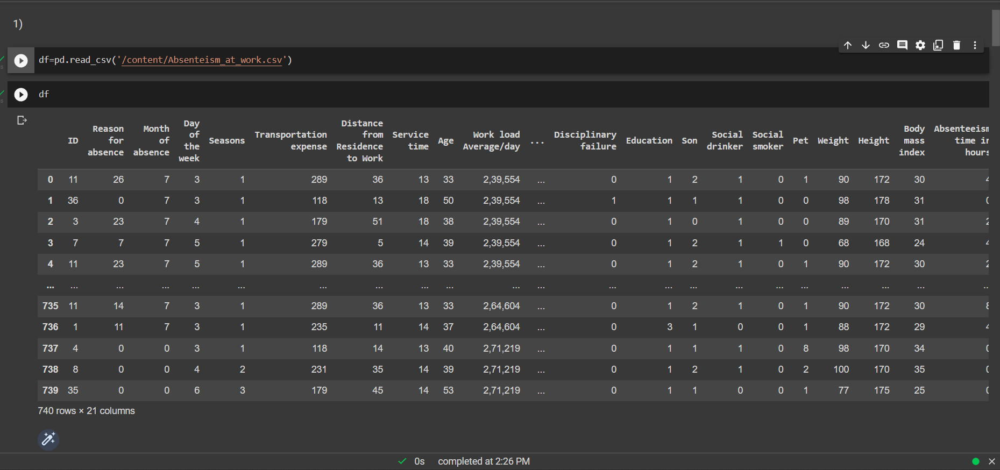 1)
df=pd.read_csv('/content/Absenteism_at_work.csv')
df
ID Reason for absence Month of absence Day of the week Seasons Transportation expense Distance from Residence to Work Service time Age Work load Average/day ... Disciplinary failure Education Son Social drinker Social smoker Pet Weight Height Body mass index Absenteeism time in hours
0 11 26 7 3 1 289 36 13 33 2,39,554 ... 0 1 2 1 0 1 90 172 30 4
1 36 0 7 3 1 118 13 18 50 2,39,554 ... 1 1 1 1 0 0 98 178 31 0
2 3 23 7 4 1 179 51 18 38 2,39,554 ... 0 1 0 1 0 0 89 170 31 2
3 7 7 7 5 1 279 5 14 39 2,39,554 ... 0 1 2 1 1 0 68 168 24 4
4 11 23 7 5 1 289 36 13 33 2,39,554 ... 0 1 2 1 0 1 90 172 30 2
... ... ... ... ... ... ... ... ... ... ... ... ... ... ... ... ... ... ... ... ... ...
735 11 14 7 3 1 289 36 13 33 2,64,604 ... 0 1 2 1 0 1 90 172 30 8
736 1 11 7 3 1 235 11 14 37 2,64,604 ... 0 3 1 0 0 1 88 172 29 4
737 4 0 0 3 1 118 14 13 40 2,71,219 ... 0 1 1 1 0 8 98 170 34 0
738 8 0 0 4 2 231 35 14 39 2,71,219 ... 0 1 2 1 0 2 100 170 35 0
739 35 0 0 6 3 179 45 14 53 2,71,219 ... 0 1 1 0 0 1 77 175 25 0
740 rows × 21 columns
0s completed at 2:26 PM